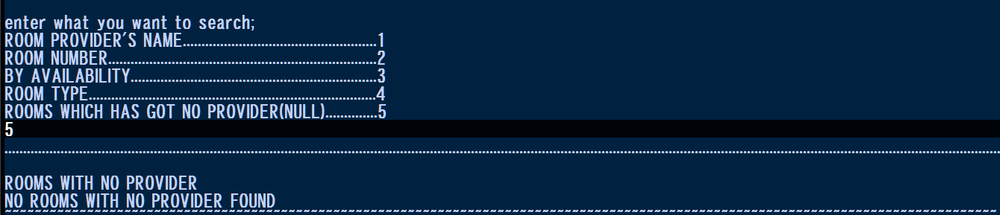 enter what you want to search;
ROOM PROVIDER'S NAME....................................................1
ROOM NUMBER........................................................................2
BY AVAILABILITY..................................................................3
ROOM TYPE.............................................................................4
ROOMS WHICH HAS GOT NO PROVIDER(NULL)..............5
5
....................................................................................................................................................................................................................................................................------
ROOMS WITH NO PROVIDER
NO ROOMS WITH NO PROVIDER FOUND
~~~~~~~~~~~~~~~~~~~~~~~~~~~~~~~~~~~~~~~~~~~~~~~~~~~~~~~~~~~~~~~~~~~~~~~~~~~~~~~~~~~~~~~~~~~~~~~~~~~~~~~~~~~~~~~~~~~~~~~~~~~~~~~~~~~~~~